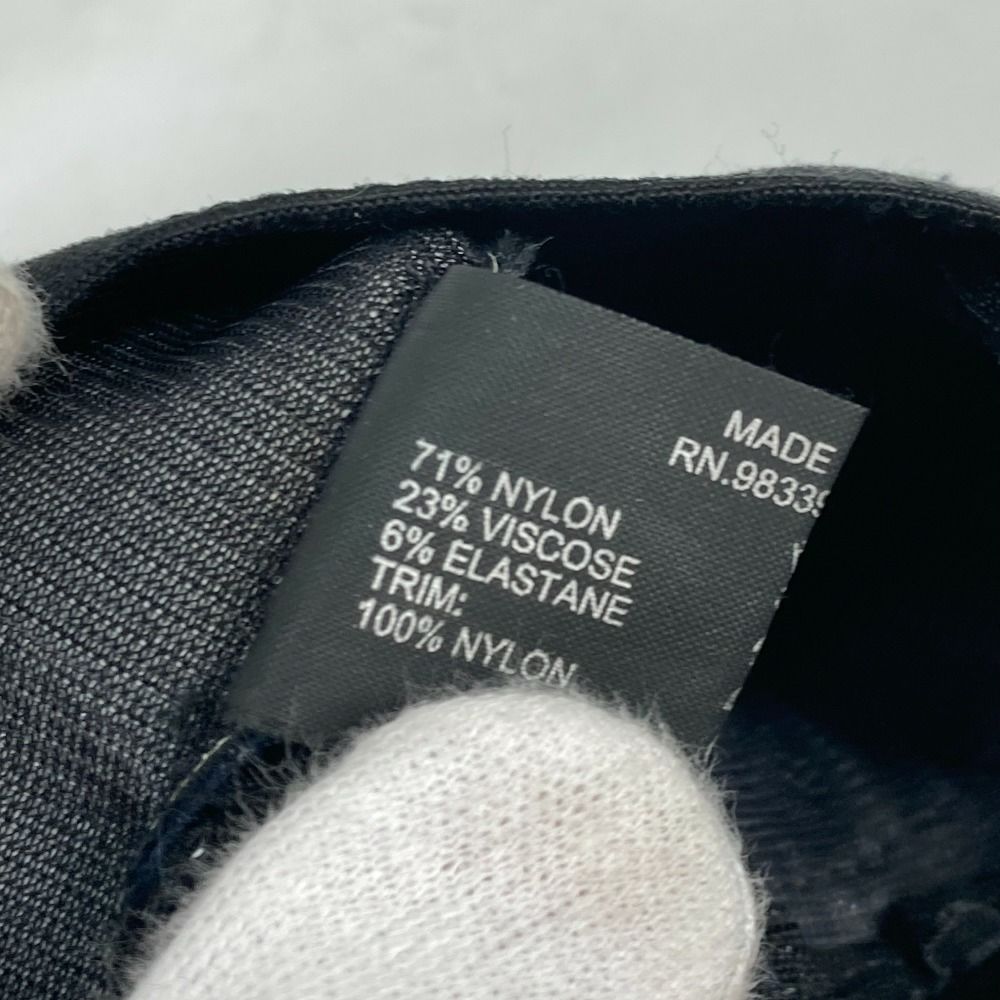 71% NYLON
23% VISCOSE
6% ELASTANE
TRIM:
100% NYLON
MADE
RN.9833